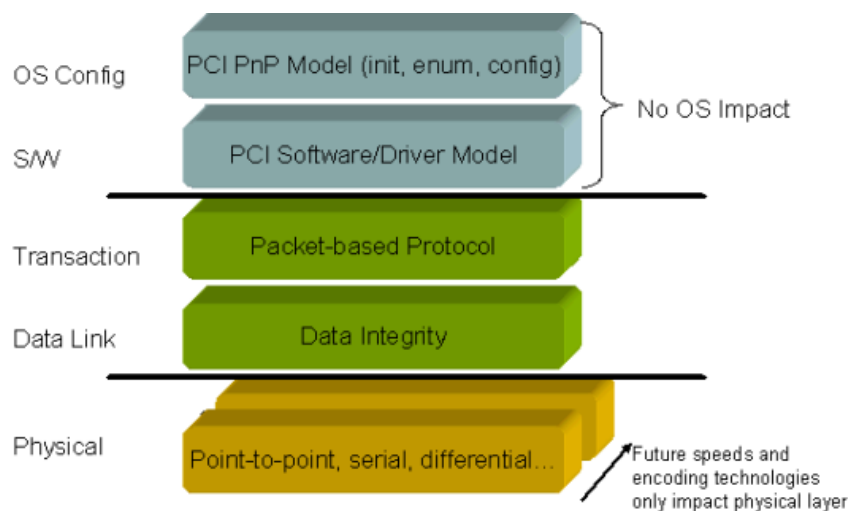 OS Config
PCI PnP Model (init, enum, config)
No OS Impact
S/W
PCI Software/Driver Model
Transaction
Packet-based Protocol
Data Link
Data Integrity
Physical
Point-to-point, serial, differential...
Future speeds and
encoding technologies
only impact physical layer